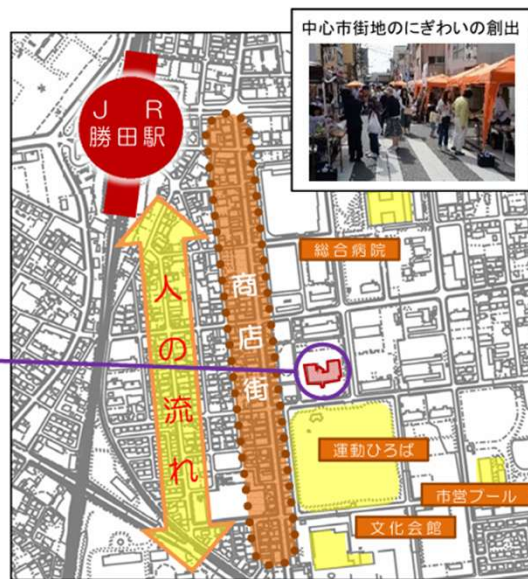 中心市街地のにぎわいの創出
JR
勝田駅
総合病院
人の流れ
商店街
運動ひろば
市営プール
文化会館